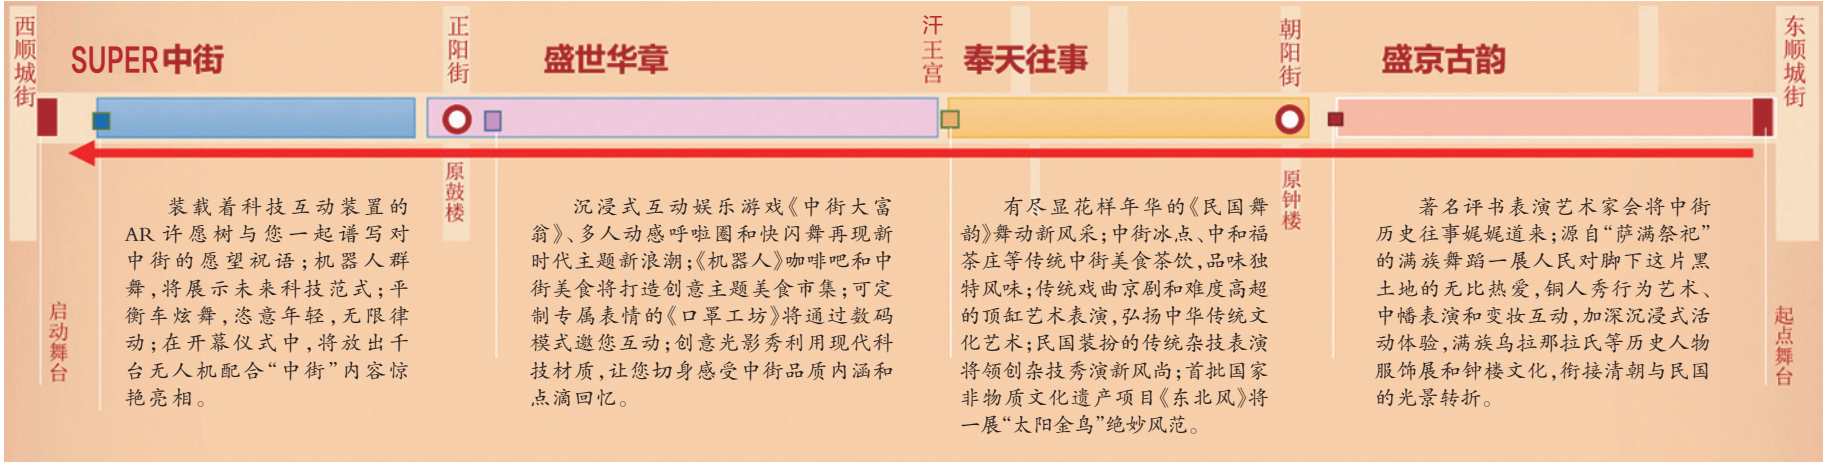 西顺城街
SUPER中街
正阳街
盛世华章
汗王宫
奉天往事
朝阳街
盛京古韵
东顺城街
原鼓楼
原钟楼
启动舞台
装载着科技互动装置的
AR 许愿树与您一起谱写对
中街的愿望祝语；机器人群
舞，将展示未来科技范式；平
衡车炫舞，恣意年轻，无限律
动；在开幕仪式中，将放出千
台无人机配合“中街”内容惊
艳亮相。
沉浸式互动娱乐游戏《中街大富
翁》、多人动感呼啦圈和快闪舞再现新
时代主题新浪潮；《机器人》咖啡吧和中
街美食将打造创意主题美食市集；可定
制专属表情的《口罩工坊》将通过数码
模式邀您互动；创意光影秀利用现代科
技材质，让您切身感受中街品质内涵和
点滴回忆。
有尽显花样年华的《民国舞
韵》舞动新风采；中街冰点、中和福
茶庄等传统中街美食茶饮，品味独
特风味；传统戏曲京剧和难度高超
的顶缸艺术表演，弘扬中华传统文
化艺术；民国装扮的传统杂技表演
将领创杂技秀演新风尚；首批国家
非物质文化遗产项目《东北风》将
一展“太阳金鸟”绝妙风范。
著名评书表演艺术家会将中街
历史往事娓娓道来；源自“萨满祭祀”
的满族舞蹈一展人民对脚下这片黑
土地的无比热爱，铜人秀行为艺术、
中幡表演和变妆互动，加深沉浸式活
动体验，满族乌拉那拉氏等历史人物
服饰展和钟楼文化，衔接清朝与民国
的光景转折。
起点舞台